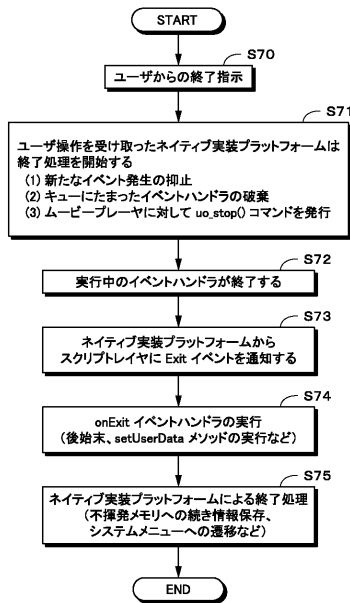 START
S70
ユーザからの終了指示
S71
ユーザ操作を受け取ったネイティブ実装プラットフォームは
終了処理を開始する
(1) 新たなイベント発生の抑止
(2) キューにたまったイベントハンドラの破棄
(3) ムービープレーヤに対して uo_stop() コマンドを発行
S72
実行中のイベントハンドラが終了する
S73
ネイティブ実装プラットフォームから
スクリプトレイヤに Exit イベントを通知する
S74
onExit イベントハンドラの実行
(後始末、setUserData メソッドの実行など)
S75
ネイティブ実装プラットフォームによる終了処理
(不揮発メモリへの続き情報保存、
システムメニューへの遷移など)
END